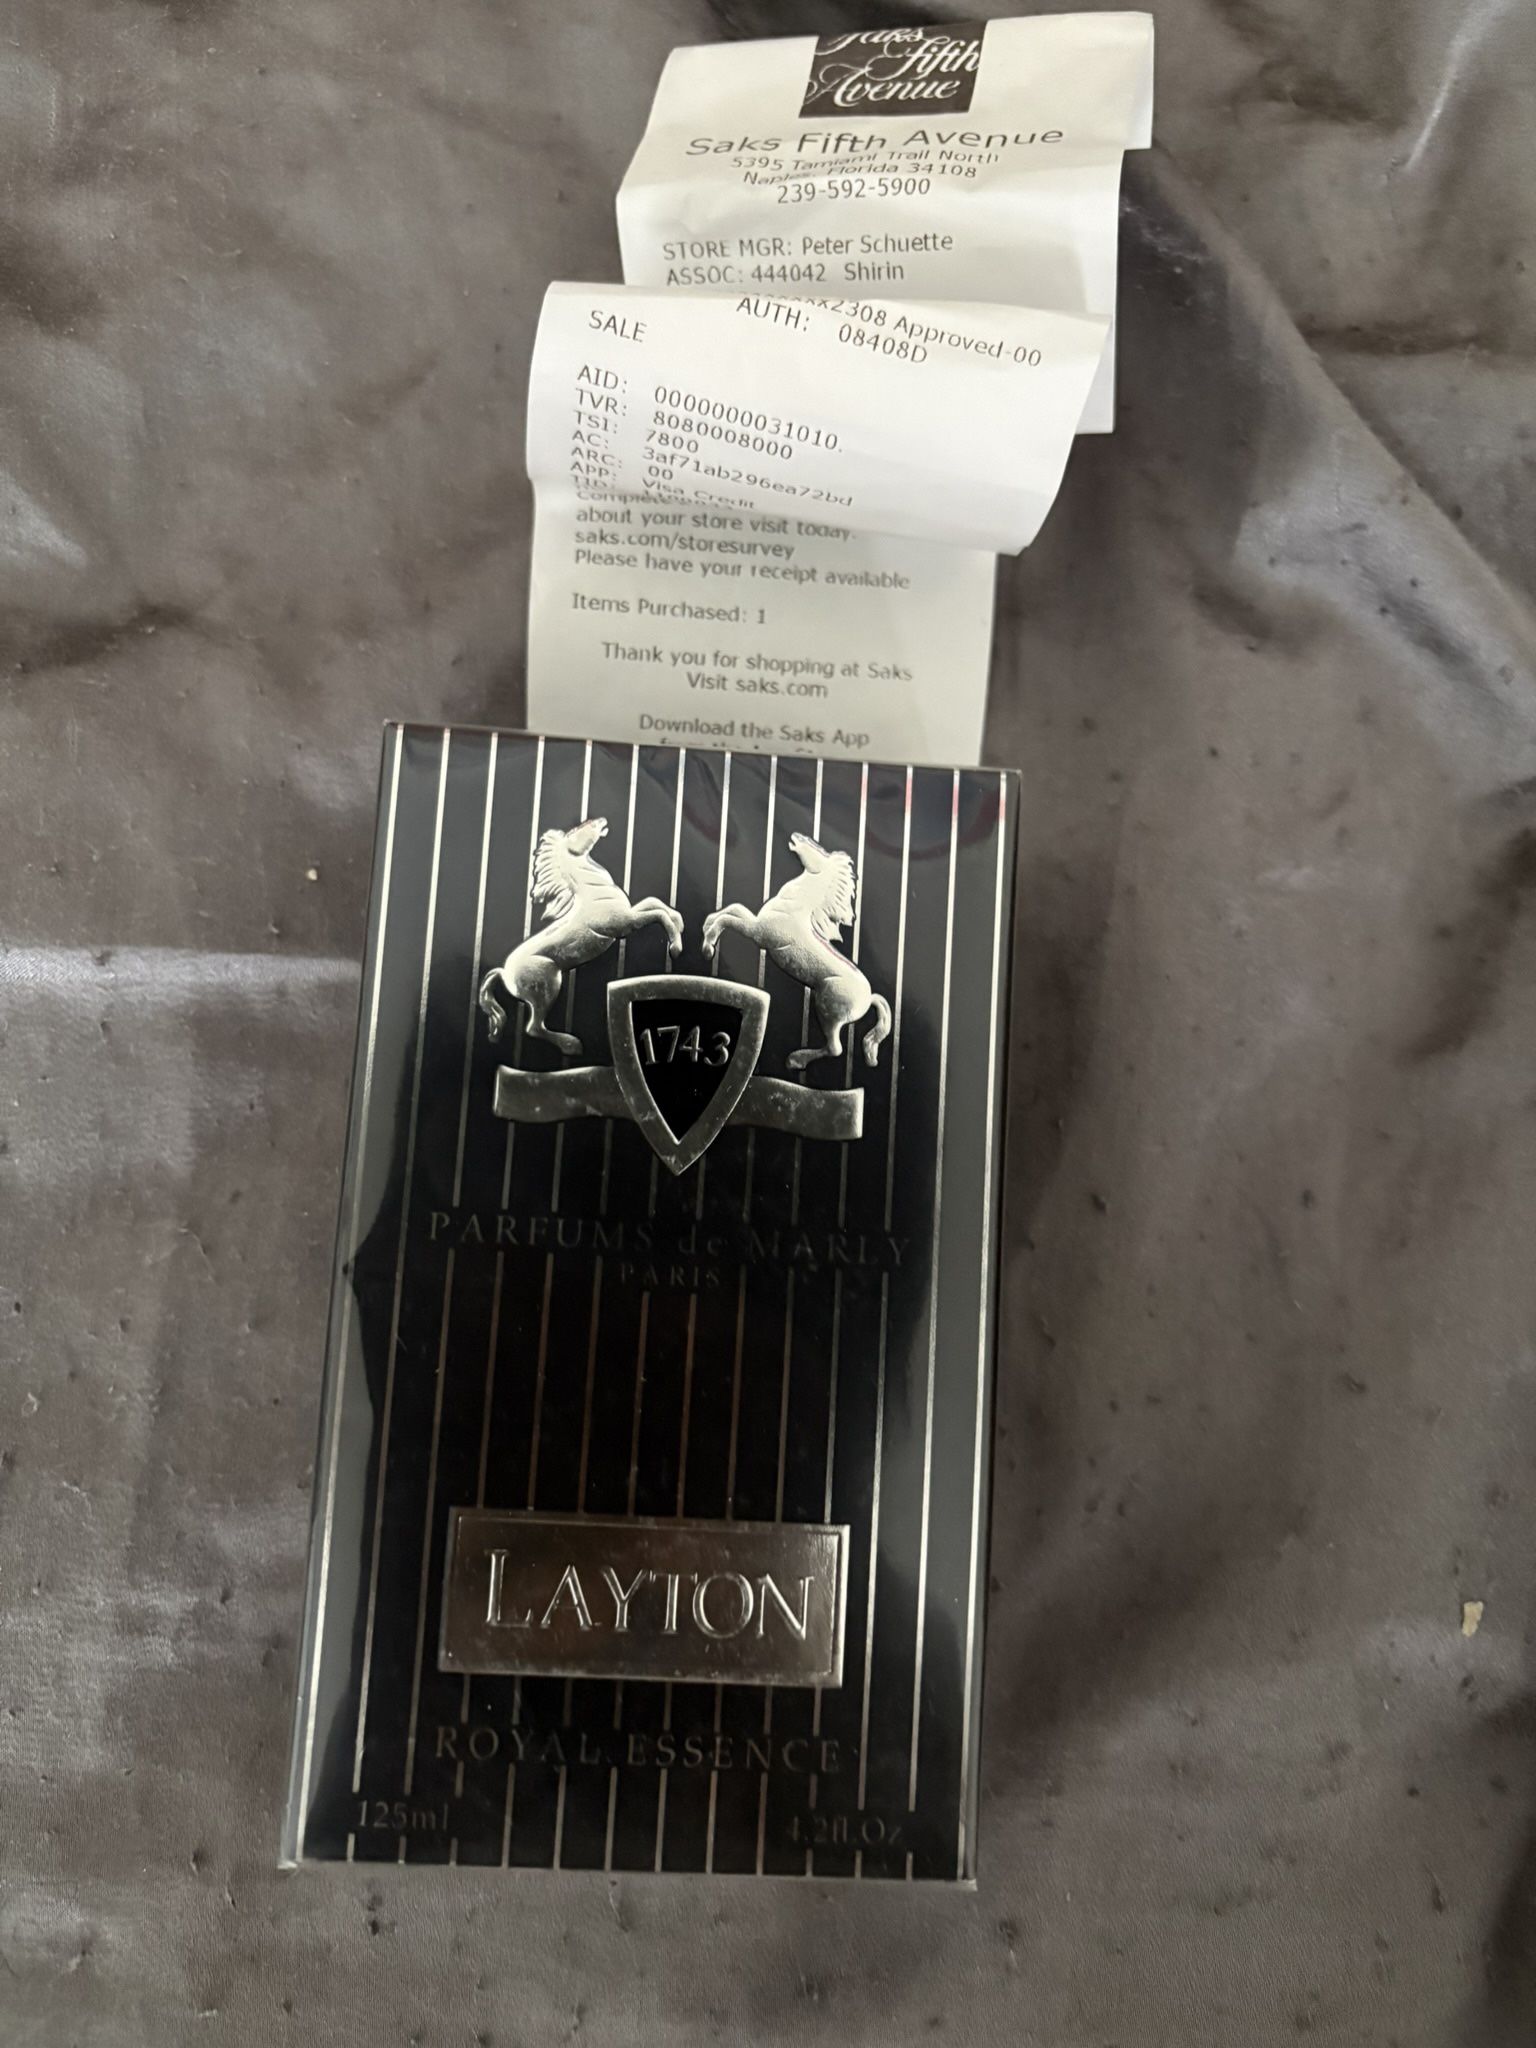 Saks
Fifth
Avenue
Saks Fifth Avenue
5395 Tamiami Trail North
Naples, Florida 34108
239-592-5900
STORE MGR: Peter Schuette
ASSOC: 444042 Shirin
2308 Approved-00
SALE AUTH: 08408D
AID: 0000000031010.
TVR: 8080008000
TSI: 7800
AC: 3af71ab296ea72bd
ARC: 00
APP: Visa Credit
TID:
about your store visit today.
saks.com/storesurvey
Please have your receipt available
Items Purchased: 1
Thank you for shopping at Saks
Visit saks.com
Download the Saks App
1743
PARFUMS de MARLY
PARIS
LAYTON
ROYAL ESSENCE
125ml 4.2fl.Oz